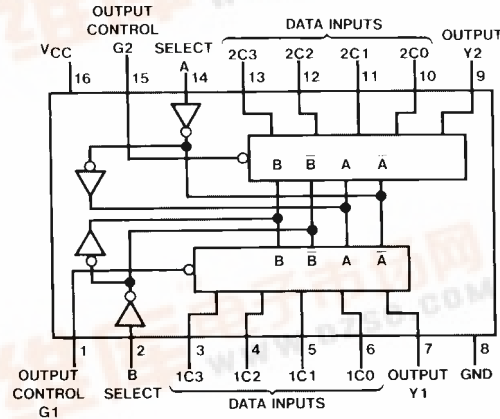 OUTPUT CONTROL G2
SELECT A
DATA INPUTS
OUTPUT Y2
VCC
2C3 2C2 2C1 2C0
16 15 14 13 12 11 10 9
B B̅ A A̅
B B̅ A A̅
1 2 3 4 5 6 7 8
OUTPUT CONTROL G1
B SELECT
1C3 1C2 1C1 1C0
DATA INPUTS
OUTPUT Y1
GND